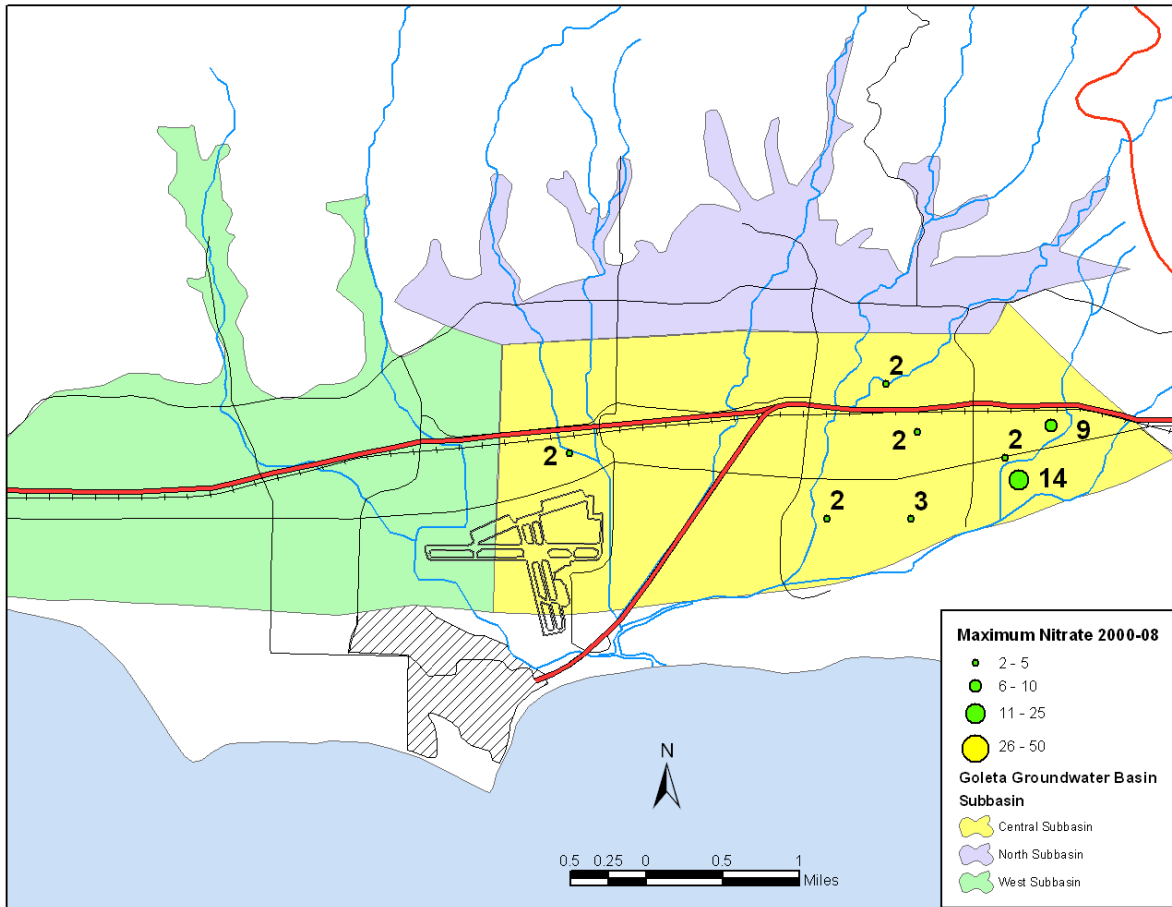 2
2
9
2
2
14
2
3
Maximum Nitrate 2000-08
2 - 5
6 - 10
11 - 25
26 - 50
Goleta Groundwater Basin
Subbasin
Central Subbasin
North Subbasin
West Subbasin
N
0.5 0.25 0 0.5 1
Miles